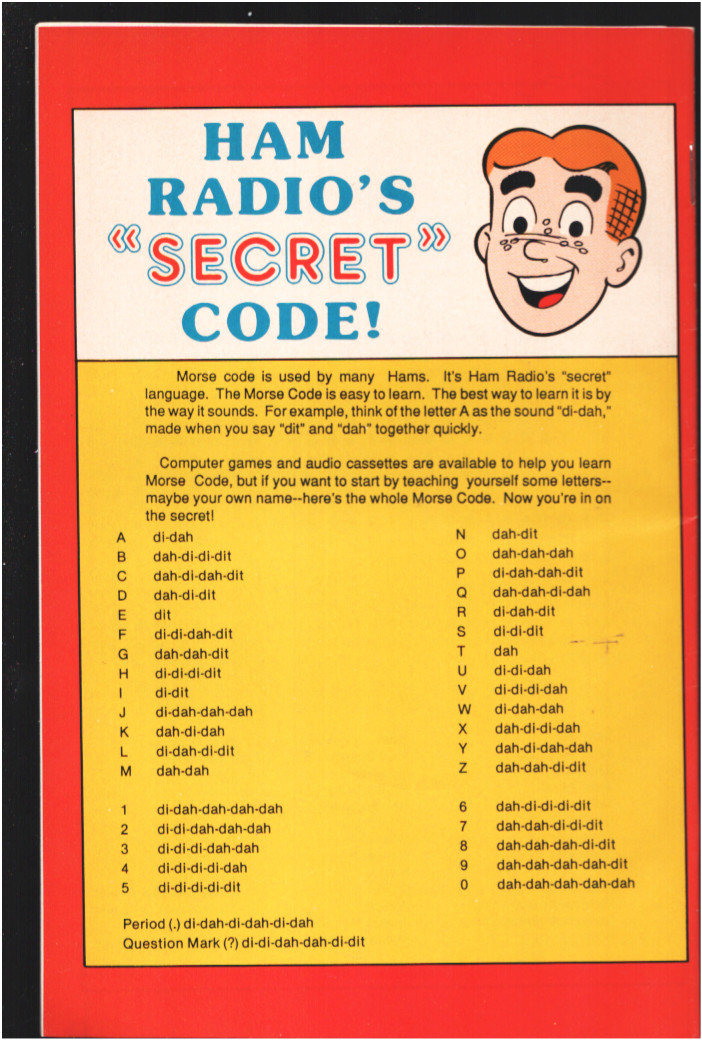 HAM
RADIO'S
"SECRET"
CODE!
Morse code is used by many Hams. It's Ham Radio's "secret"
language. The Morse Code is easy to learn. The best way to learn it is by
the way it sounds. For example, think of the letter A as the sound "di-dah,"
made when you say "dit" and "dah" together quickly.
Computer games and audio cassettes are available to help you learn
Morse Code, but if you want to start by teaching yourself some letters--
maybe your own name--here's the whole Morse Code. Now you're in on
the secret!
A di-dah
B dah-di-di-dit
C dah-di-dah-dit
D dah-di-dit
E dit
F di-di-dah-dit
G dah-dah-dit
H di-di-di-dit
I di-dit
J di-dah-dah-dah
K dah-di-dah
L di-dah-di-dit
M dah-dah
N dah-dit
O dah-dah-dah
P di-dah-dah-dit
Q dah-dah-di-dah
R di-dah-dit
S di-di-dit
T dah
U di-di-dah
V di-di-di-dah
W di-dah-dah
X dah-di-di-dah
Y dah-di-dah-dah
Z dah-dah-di-dit
1 di-dah-dah-dah-dah
2 di-di-dah-dah-dah
3 di-di-di-dah-dah
4 di-di-di-di-dah
5 di-di-di-di-dit
6 dah-di-di-di-dit
7 dah-dah-di-di-dit
8 dah-dah-dah-di-dit
9 dah-dah-dah-dah-dit
0 dah-dah-dah-dah-dah
Period (.) di-dah-di-dah-di-dah
Question Mark (?) di-di-dah-dah-di-dit